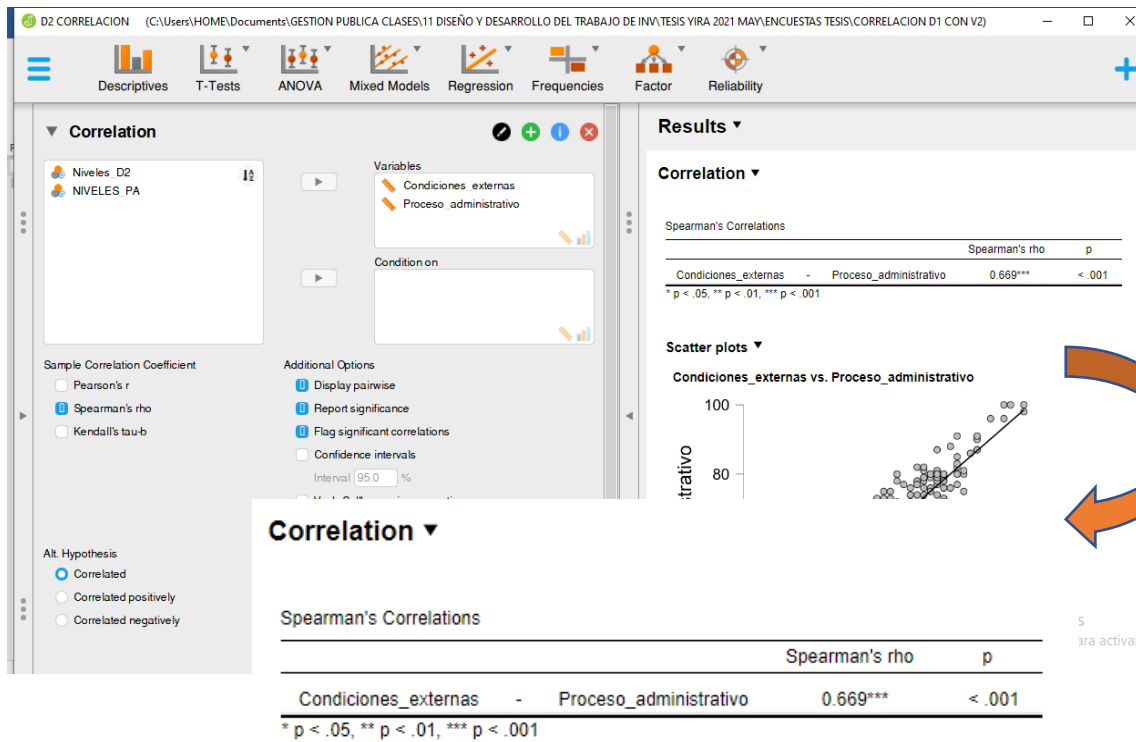 D2 CORRELACION (C:\Users\HOME\Documents\GESTION PUBLICA CLASES\11 DISEÑO Y DESARROLLO DEL TRABAJO DE INV\TESIS YIRA 2021 MAY\ENCUESTAS TESIS\CORRELACION D1 CON V2)
Descriptives T-Tests ANOVA Mixed Models Regression Frequencies Factor Reliability
Correlation
Niveles_D2
NIVELES_PA
Variables
Condiciones_externas
Proceso_administrativo
Condition on
Sample Correlation Coefficient
Pearson's r
Spearman's rho
Kendall's tau-b
Additional Options
Display pairwise
Report significance
Flag significant correlations
Confidence intervals
Interval 95.0 %
Alt. Hypothesis
Correlated
Correlated positively
Correlated negatively
Results
Correlation
Spearman's Correlations
Spearman's rho p
Condiciones_externas - Proceso_administrativo 0.669*** < .001
* p < .05, ** p < .01, *** p < .001
Scatter plots
Condiciones_externas vs. Proceso_administrativo
100
80
strativo
Correlation
Spearman's Correlations
Spearman's rho p
Condiciones_externas - Proceso_administrativo 0.669*** < .001
* p < .05, ** p < .01, *** p < .001